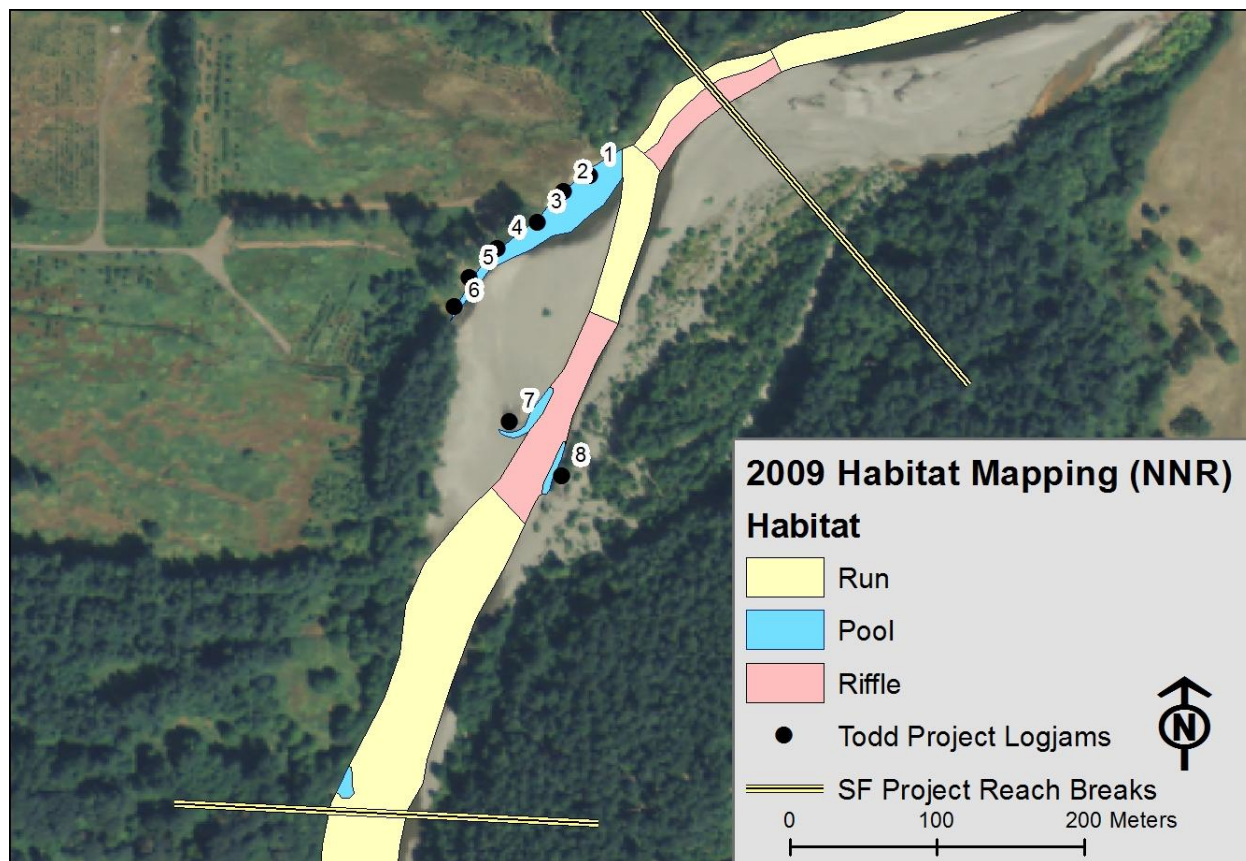 1
2
3
4
5
6
7
8
2009 Habitat Mapping (NNR)
Habitat
Run
Pool
Riffle
Todd Project Logjams
SF Project Reach Breaks
N
0 100 200 Meters